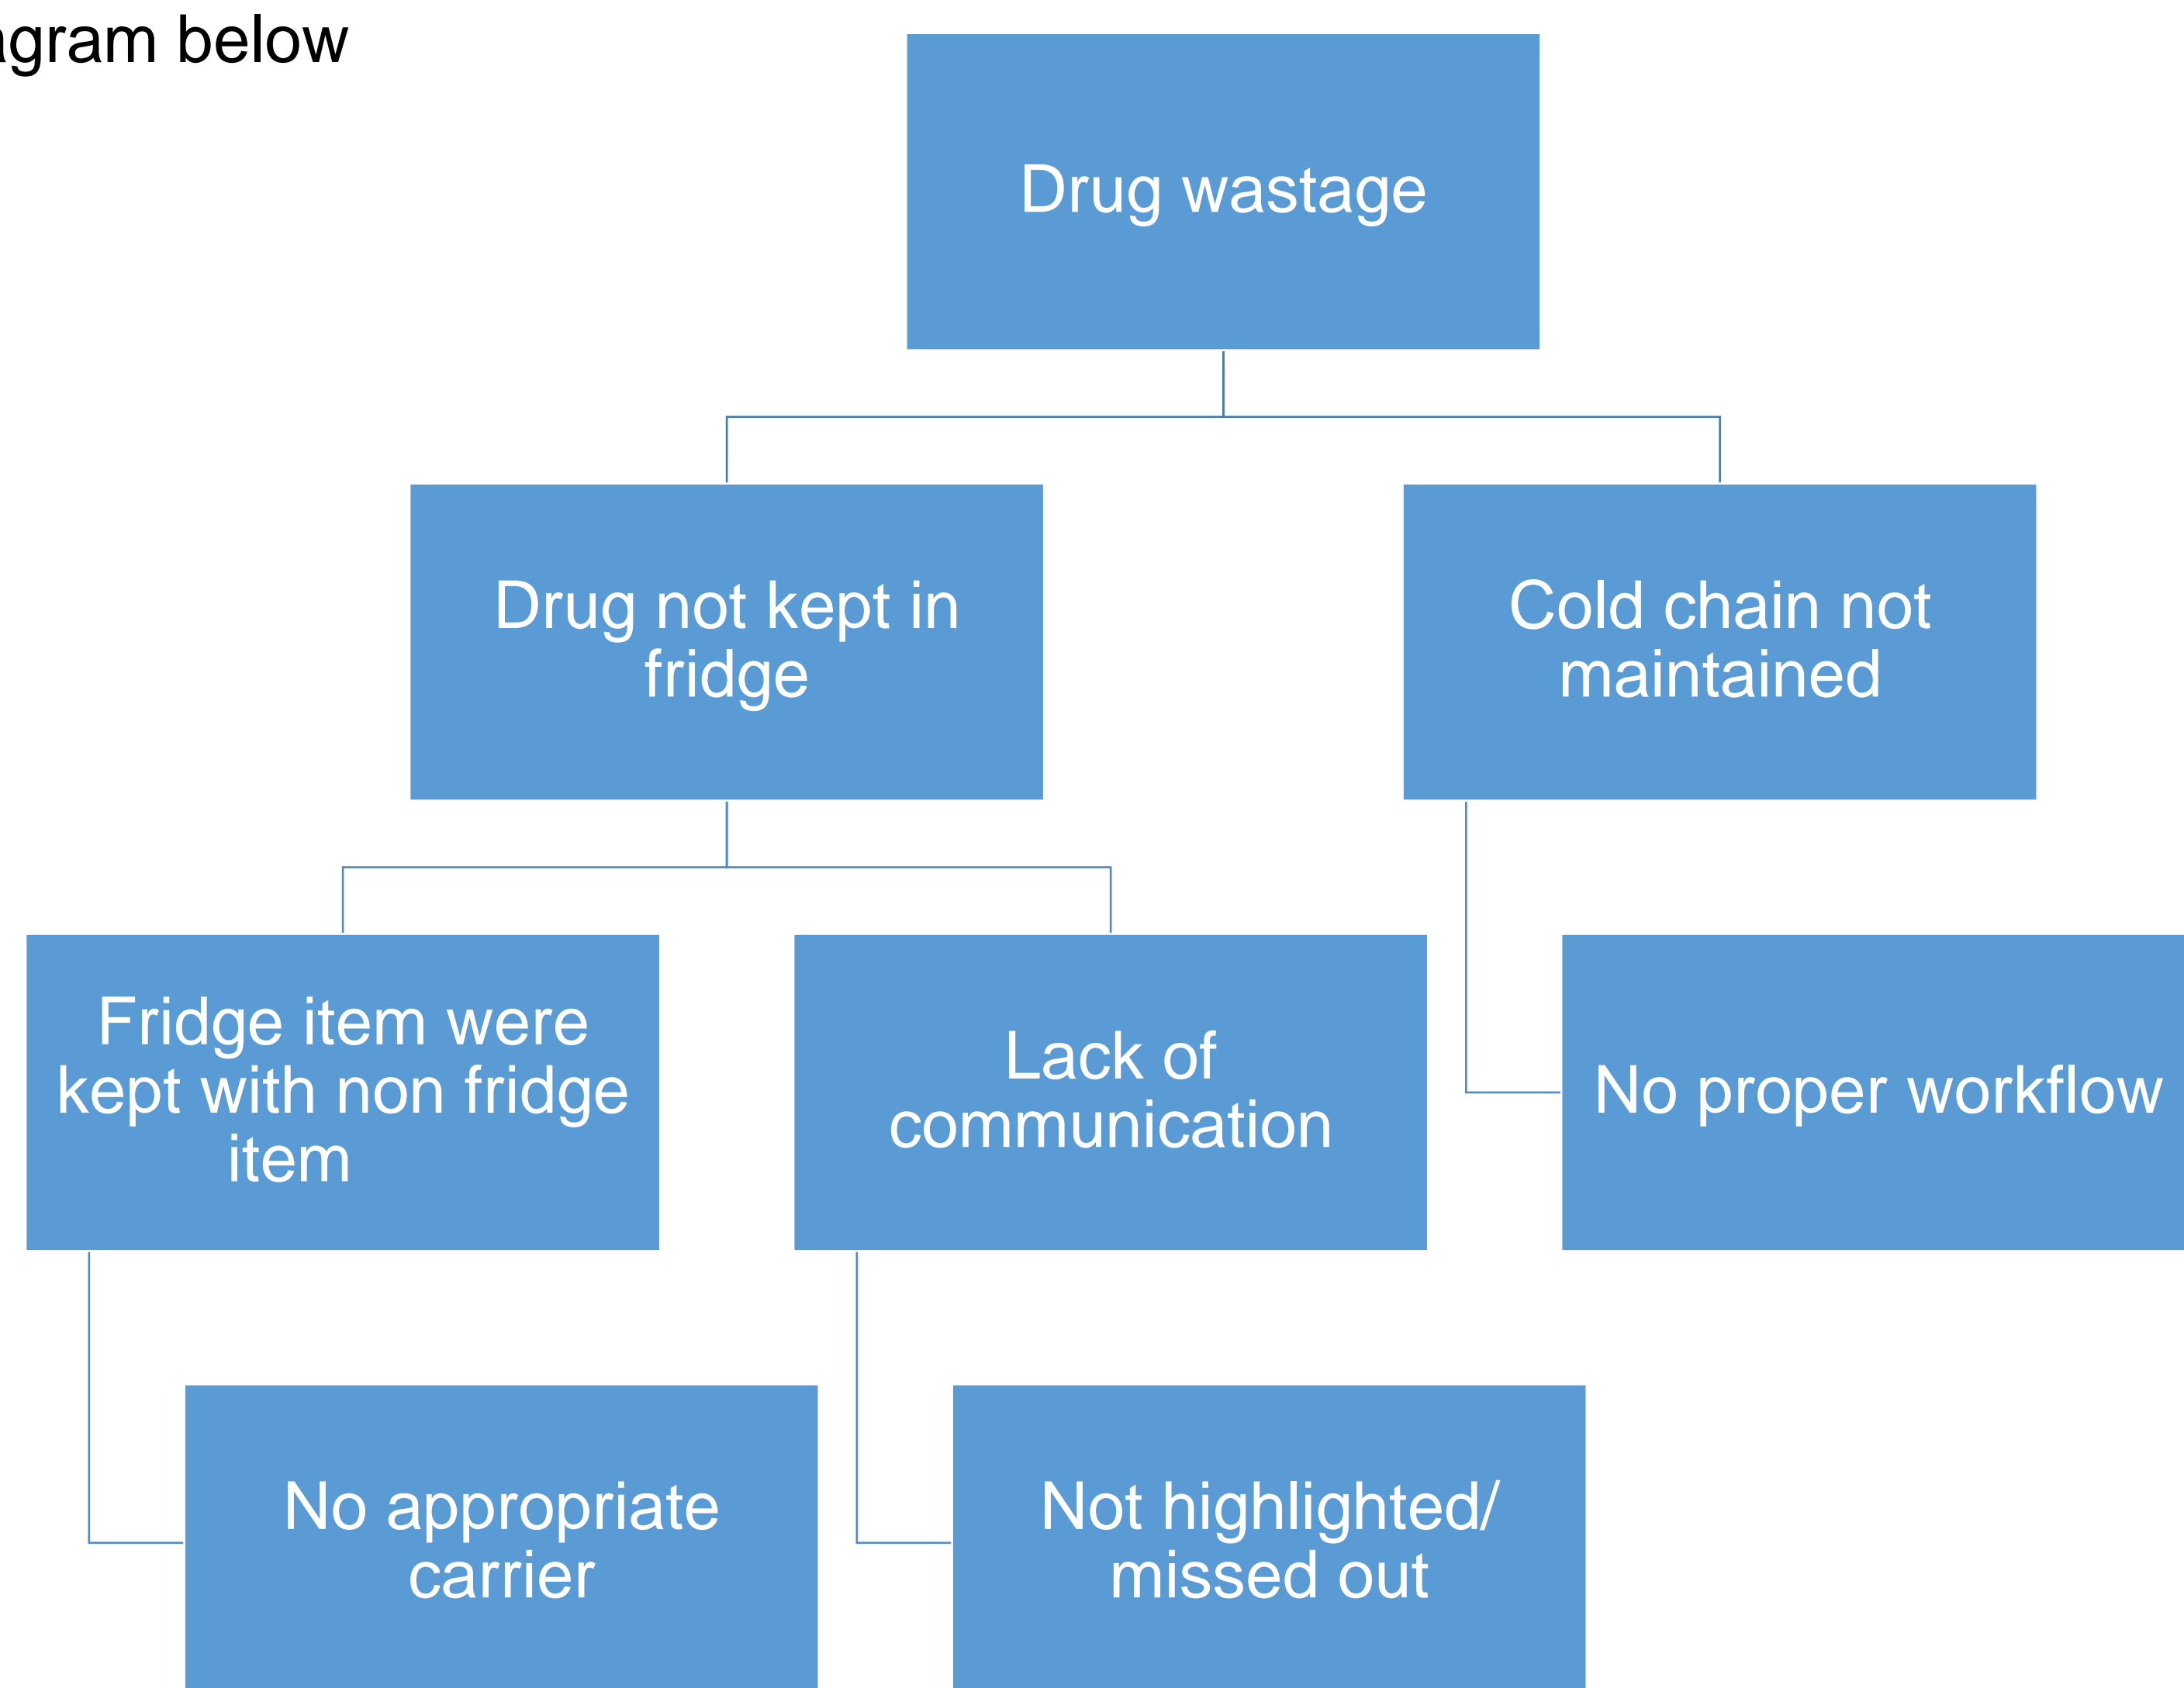 gram below
Drug wastage
Drug not kept in
fridge
Cold chain not
maintained
Fridge item were
kept with non fridge
item
Lack of
communication
No proper workflow
No appropriate
carrier
Not highlighted/
missed out